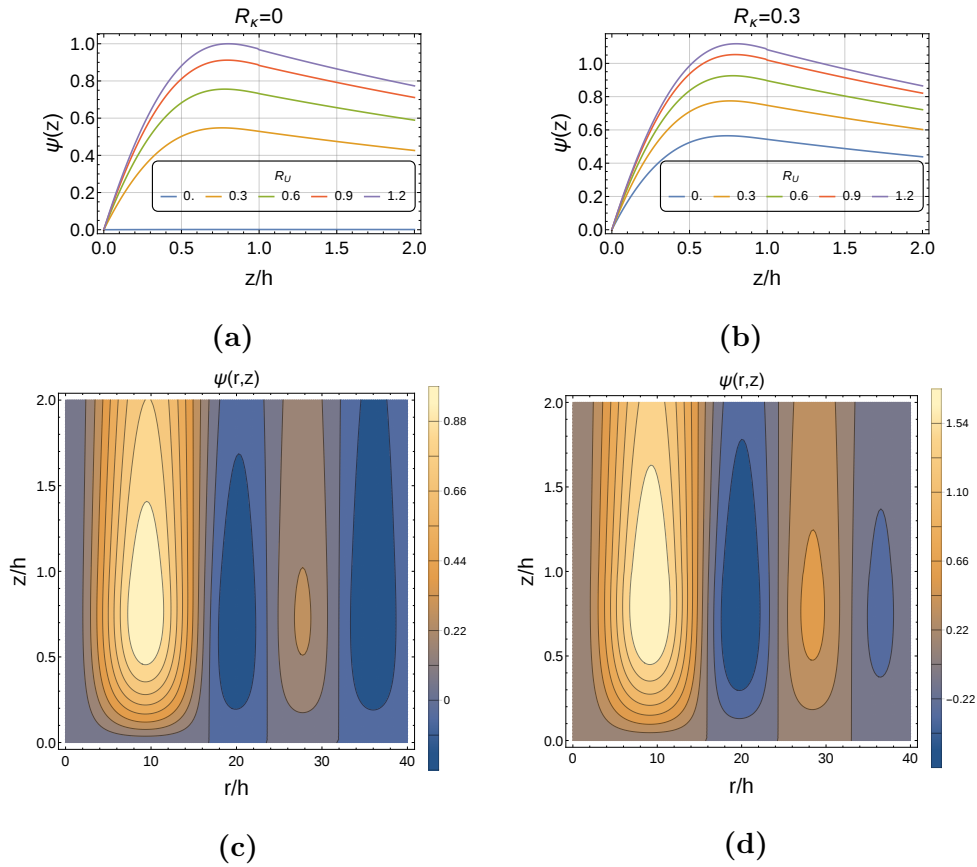 Rκ=0
ψ(z)
1.0
0.8
0.6
0.4
0.2
0.0
R_U
0. 0.3 0.6 0.9 1.2
0.0 0.5 1.0 1.5 2.0
z/h
(a)
Rκ=0.3
ψ(z)
1.0
0.8
0.6
0.4
0.2
0.0
R_U
0. 0.3 0.6 0.9 1.2
0.0 0.5 1.0 1.5 2.0
z/h
(b)
ψ(r,z)
z/h
2.0
1.5
1.0
0.5
0.0
0 10 20 30 40
r/h
0.88
0.66
0.44
0.22
0
(c)
ψ(r,z)
z/h
2.0
1.5
1.0
0.5
0.0
0 10 20 30 40
r/h
1.54
1.10
0.66
0.22
−0.22
(d)